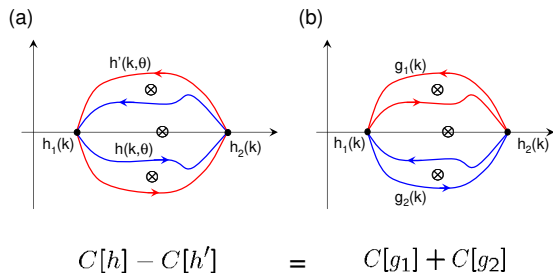 (a)
h'(k,θ)
h₁(k)
h(k,θ)
h₂(k)
(b)
g₁(k)
h₁(k)
h₂(k)
g₂(k)
C[h] − C[h′] = C[g₁] + C[g₂]